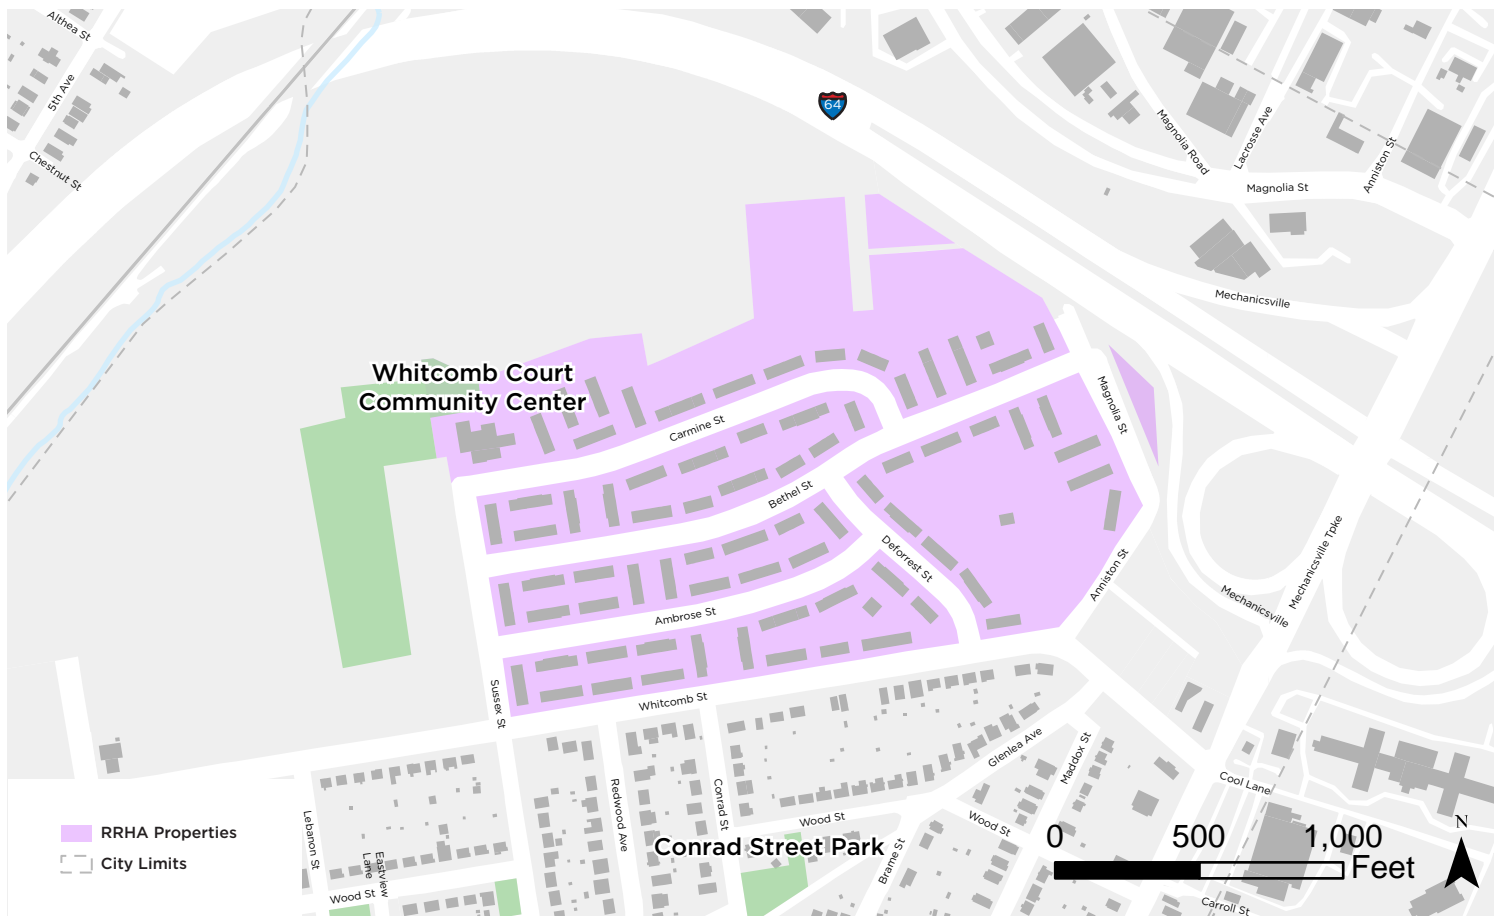 Althea St
5th Ave
Chestnut St
64
Magnolia Road
Lacrosse Ave
Anniston St
Magnolia St
Mechanicsville
Whitcomb Court
Community Center
Carmine St
Magnolia St
Bethel St
Deforrest St
Anniston St
Mechanicsville Tpke
Mechanicsville
Ambrose St
Sussex St
Whitcomb St
Glenlea Ave
Maddox St
Cool Lane
Lebanon St
Redwood Ave
Conrad St
Wood St
Wood St
Conrad Street Park
Brame St
Eastview
Lane
Wood St
Carroll St
RRHA Properties
City Limits
0 500 1,000
Feet
N